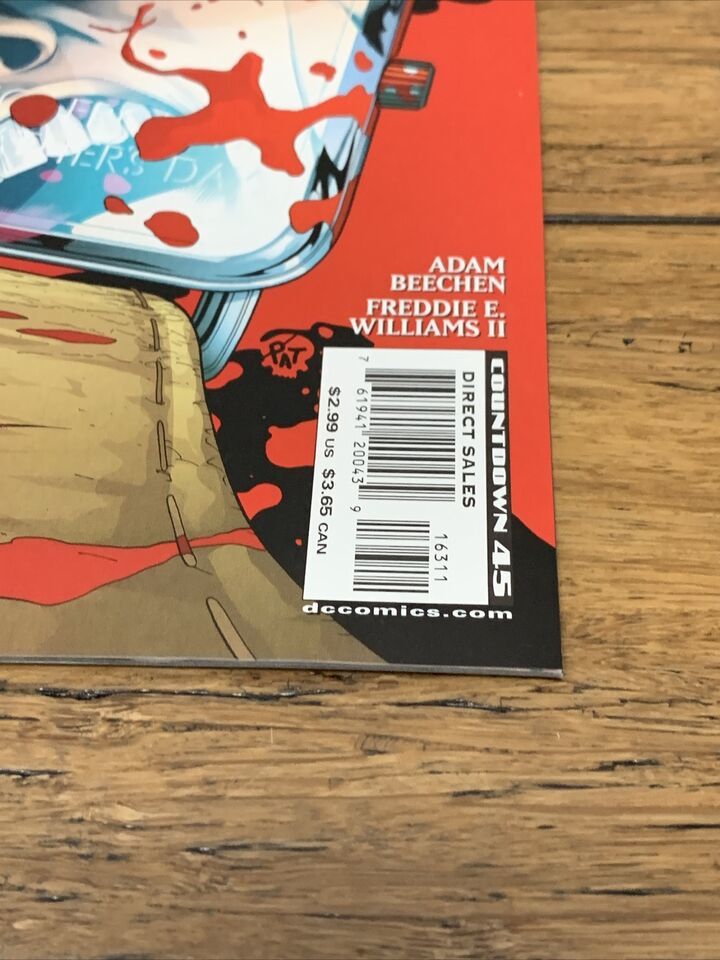 ADAM
BEECHEN
FREDDIE E.
WILLIAMS II
PAT
COUNTDOWN 45
DIRECT SALES
16311
7 61941 20043 9
$2.99 US $3.65 CAN
dccomics.com